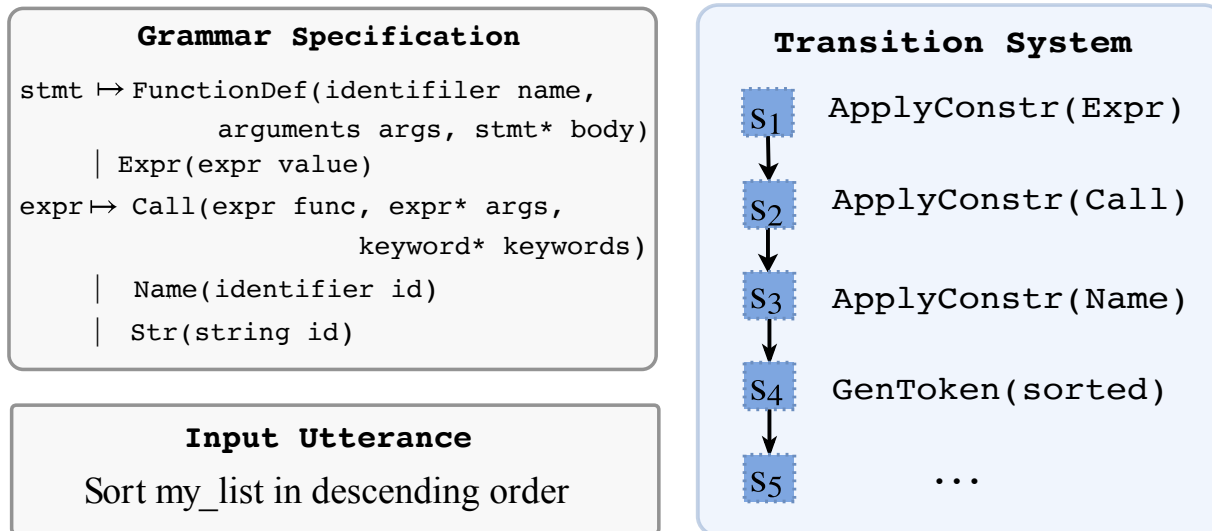 Grammar Specification
stmt ↦ FunctionDef(identifiler name,
arguments args, stmt* body)
| Expr(expr value)
expr ↦ Call(expr func, expr* args,
keyword* keywords)
| Name(identifier id)
| Str(string id)
Input Utterance
Sort my_list in descending order
Transition System
s1 ApplyConstr(Expr)
s2 ApplyConstr(Call)
s3 ApplyConstr(Name)
s4 GenToken(sorted)
s5 ...